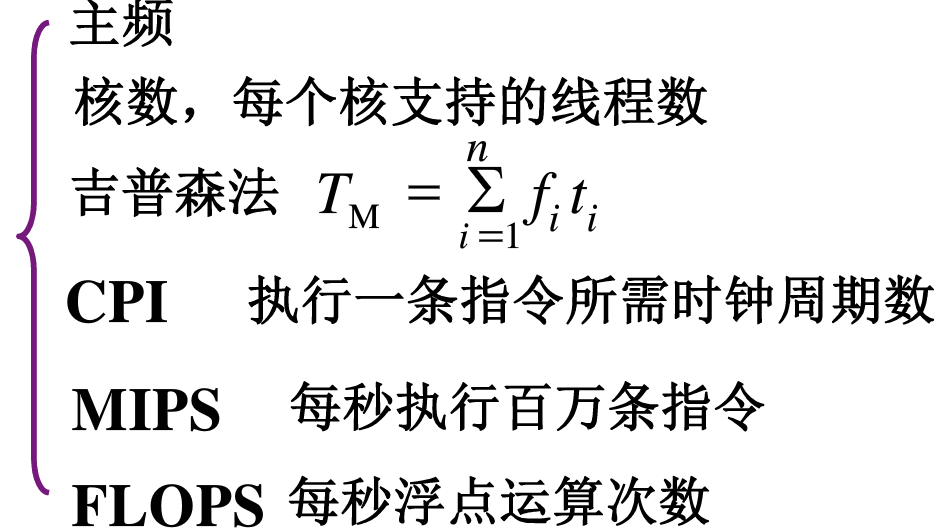 主频
核数，每个核支持的线程数
吉普森法 T_M = \sum_{i=1}^{n} f_i t_i
CPI 执行一条指令所需时钟周期数
MIPS 每秒执行百万条指令
FLOPS 每秒浮点运算次数